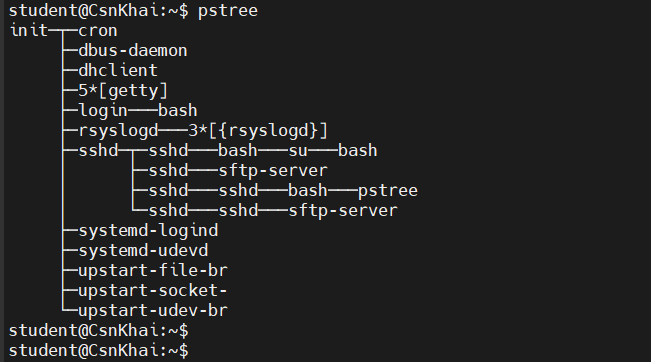 student@CsnKhai:~$ pstree
init─┬─cron
     ├─dbus-daemon
     ├─dhclient
     ├─5*[getty]
     ├─login───bash
     ├─rsyslogd───3*[{rsyslogd}]
     ├─sshd─┬─sshd───bash───su───bash
     │      ├─sshd───sftp-server
     │      ├─sshd───sshd───bash───pstree
     │      └─sshd───sshd───sftp-server
     ├─systemd-logind
     ├─systemd-udevd
     ├─upstart-file-br
     ├─upstart-socket-
     └─upstart-udev-br
student@CsnKhai:~$
student@CsnKhai:~$